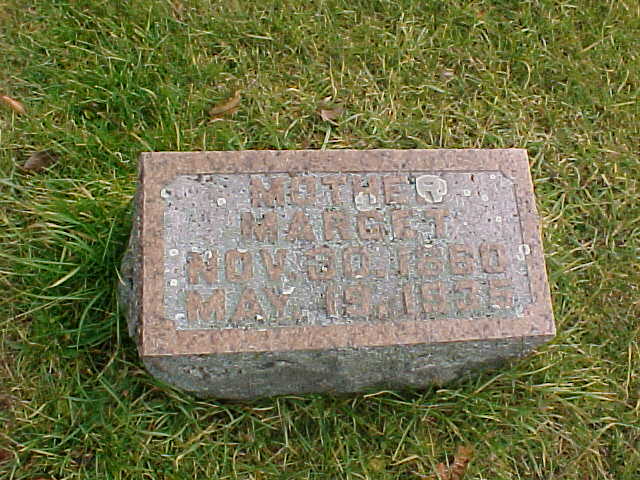 MOTHER
MARGET
NOV. 30, 1860
MAY. 19, 1935